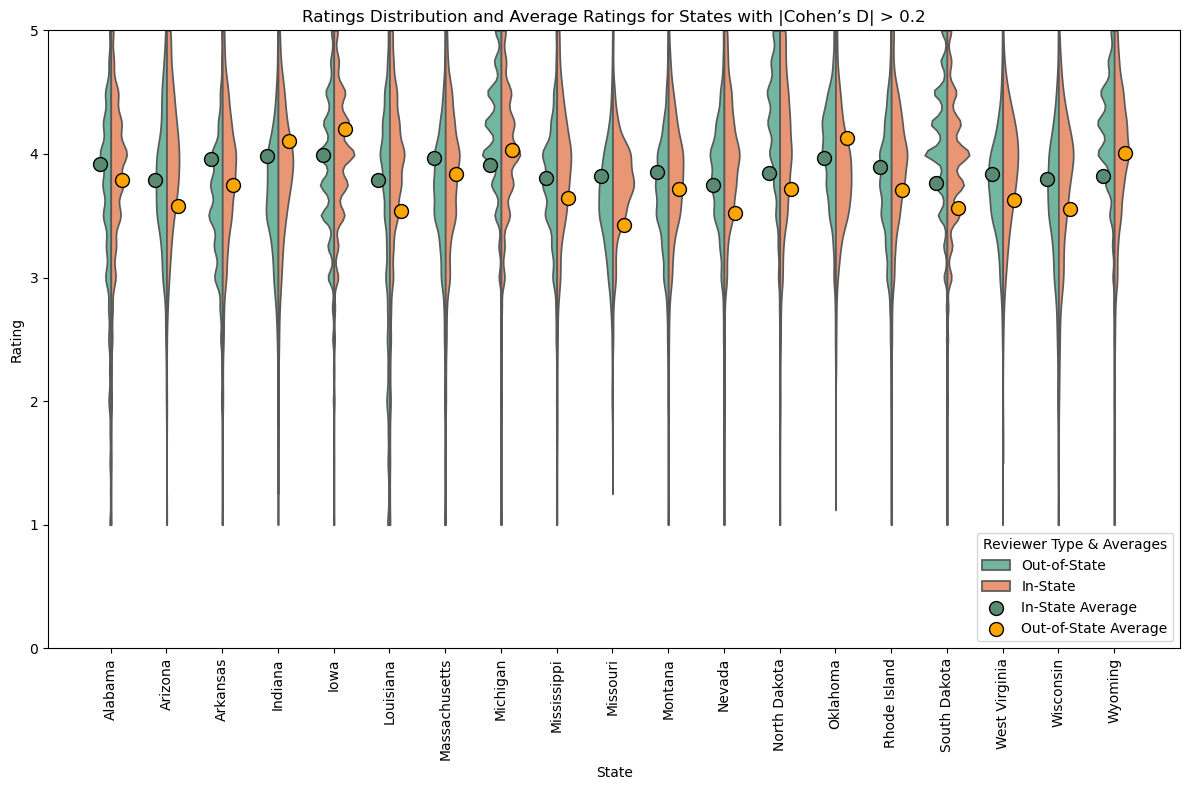 Ratings Distribution and Average Ratings for States with |Cohen’s D| > 0.2
Rating
5
4
3
2
1
0
Reviewer Type & Averages
Out-of-State
In-State
In-State Average
Out-of-State Average
Alabama
Arizona
Arkansas
Indiana
Iowa
Louisiana
Massachusetts
Michigan
Mississippi
Missouri
Montana
Nevada
North Dakota
Oklahoma
Rhode Island
South Dakota
West Virginia
Wisconsin
Wyoming
State